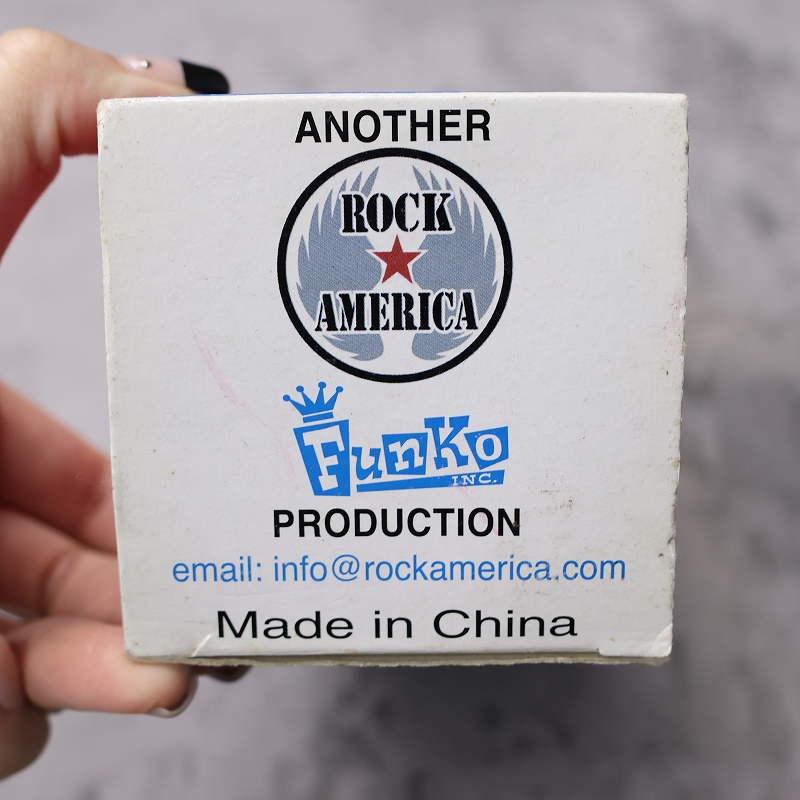 ANOTHER
ROCK
AMERICA
FunKo
INC.
PRODUCTION
email: info@rockamerica.com
Made in China